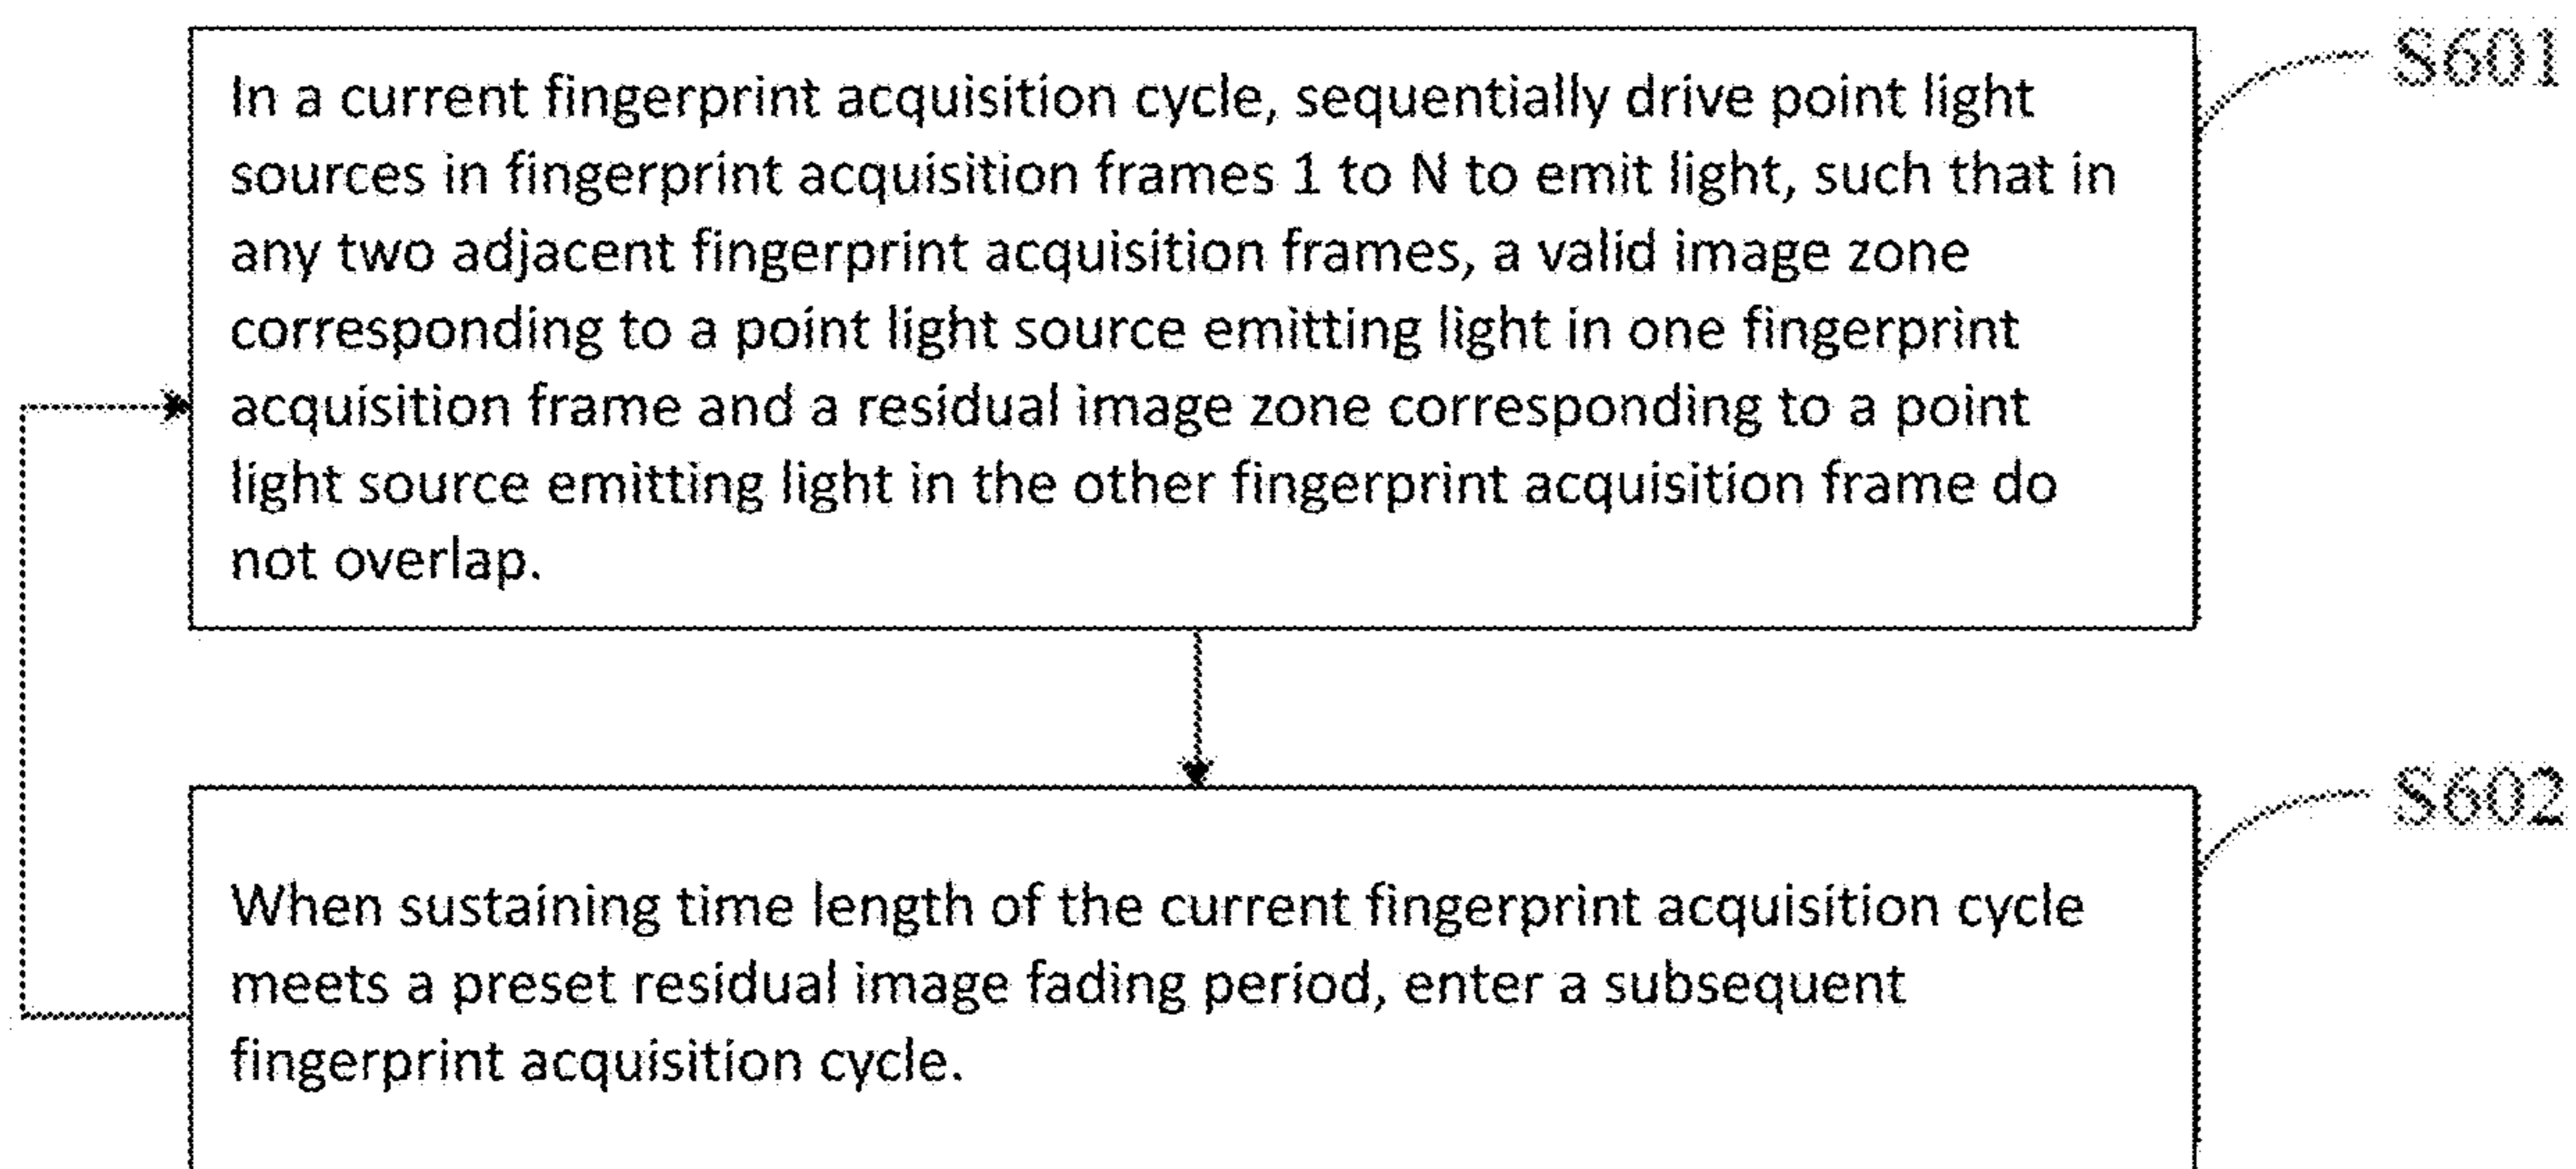 In a current fingerprint acquisition cycle, sequentially drive point light
sources in fingerprint acquisition frames 1 to N to emit light, such that in
any two adjacent fingerprint acquisition frames, a valid image zone
corresponding to a point light source emitting light in one fingerprint
acquisition frame and a residual image zone corresponding to a point
light source emitting light in the other fingerprint acquisition frame do
not overlap.
S601
When sustaining time length of the current fingerprint acquisition cycle
meets a preset residual image fading period, enter a subsequent
fingerprint acquisition cycle.
S602